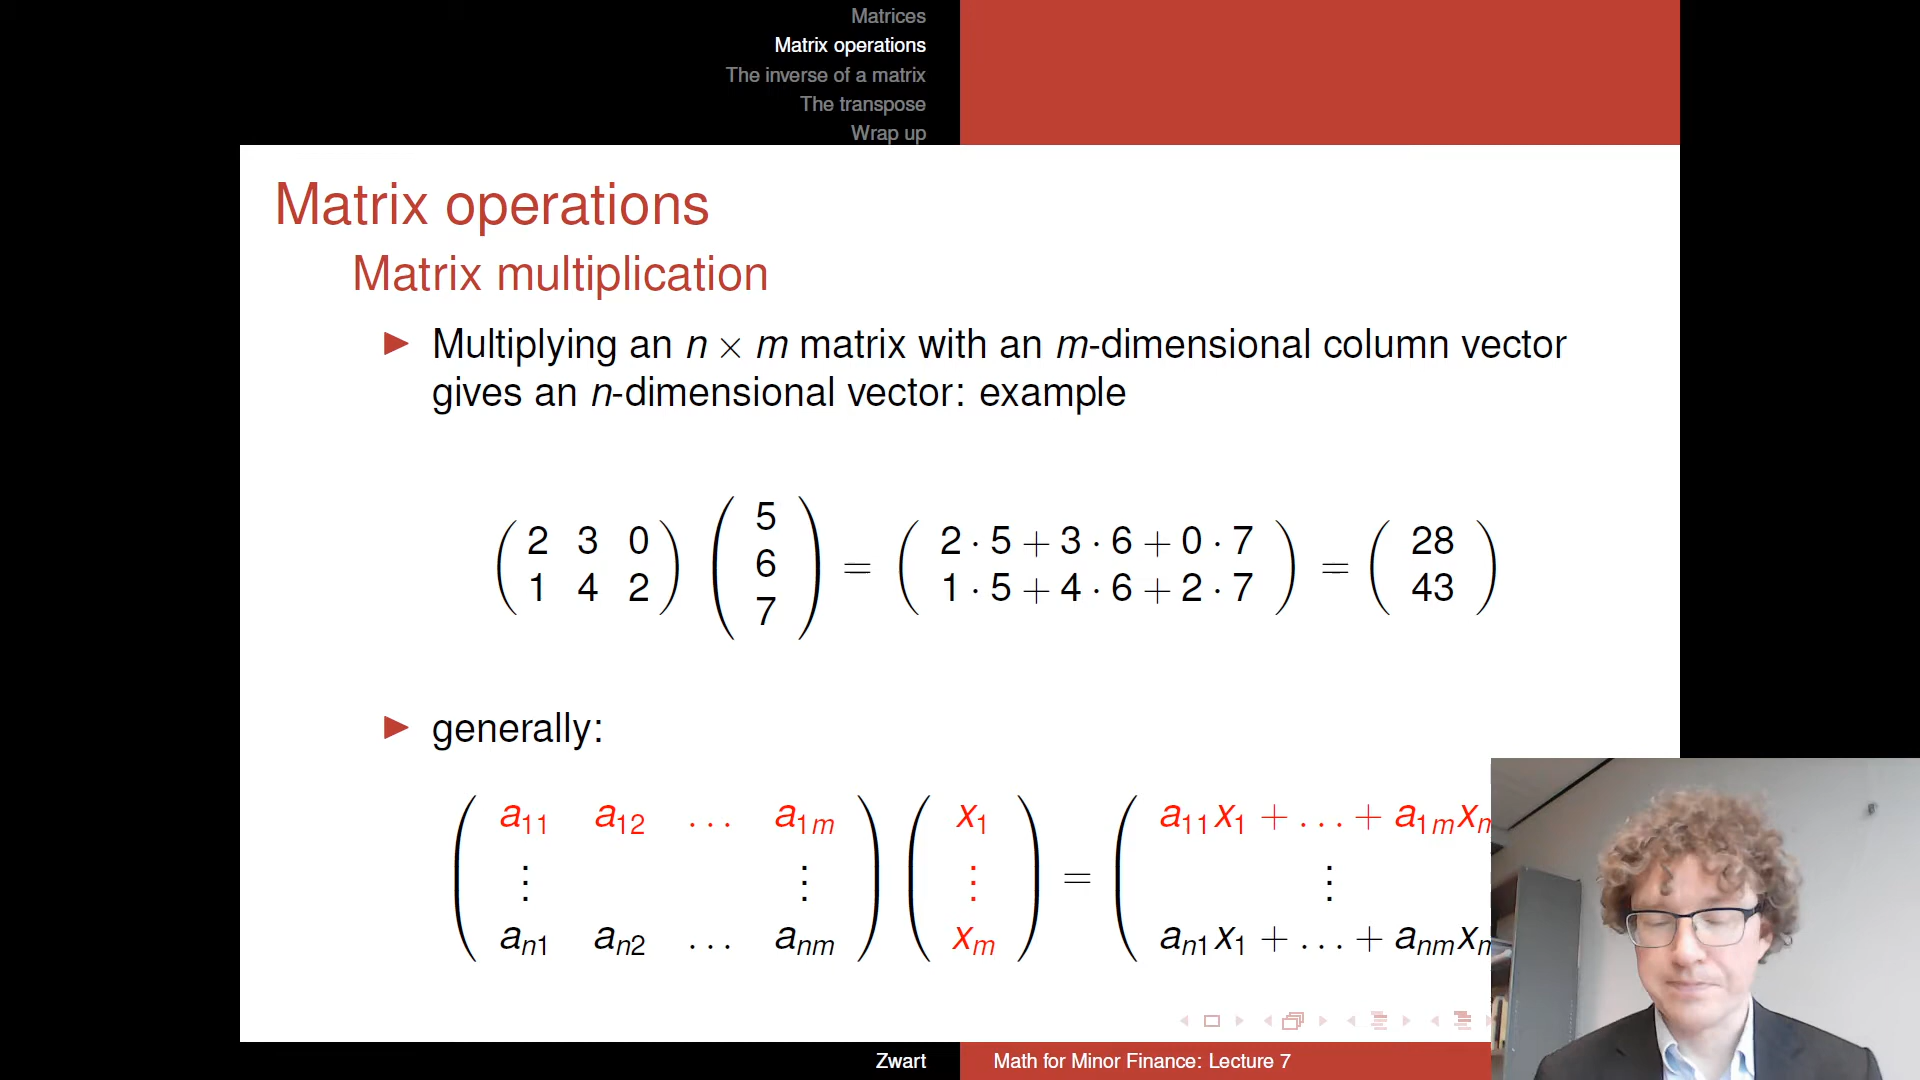 Matrices
Matrix operations
The inverse of a matrix
The transpose
Wrap up
Matrix operations
Matrix multiplication
▶ Multiplying an n × m matrix with an m-dimensional column vector
gives an n-dimensional vector: example
( 2 3 0 ; 1 4 2 ) ( 5 ; 6 ; 7 ) = ( 2 · 5 + 3 · 6 + 0 · 7 ; 1 · 5 + 4 · 6 + 2 · 7 ) = ( 28 ; 43 )
▶ generally:
( a11 a12 … a1m ; ⋮ ⋮ ; an1 an2 … anm ) ( x1 ; ⋮ ; xm ) = ( a11x1 + … + a1mxm ; ⋮ ; an1x1 + … + anmxm
Zwart
Math for Minor Finance: Lecture 7